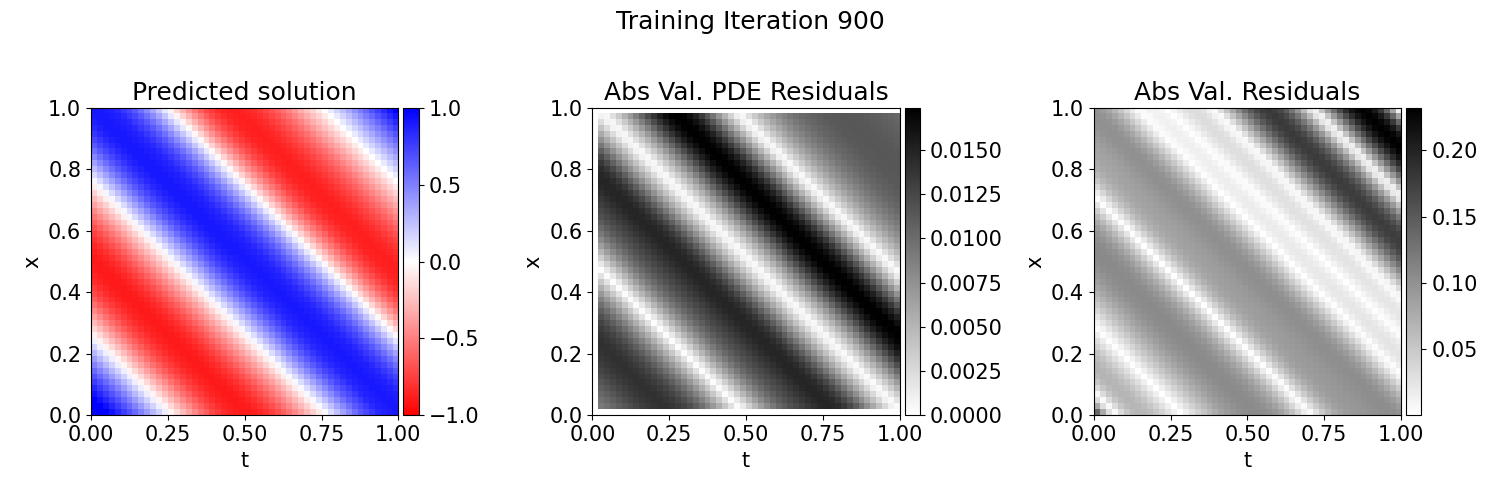 Training Iteration 900
Predicted solution
Abs Val. PDE Residuals
Abs Val. Residuals
1.0
0.8
0.6
0.4
0.2
0.0
x
0.00 0.25 0.50 0.75 1.00
t
1.0
0.5
0.0
−0.5
−1.0
1.0
0.8
0.6
0.4
0.2
0.0
x
0.00 0.25 0.50 0.75 1.00
t
0.0150
0.0125
0.0100
0.0075
0.0050
0.0025
0.0000
1.0
0.8
0.6
0.4
0.2
0.0
x
0.00 0.25 0.50 0.75 1.00
t
0.20
0.15
0.10
0.05